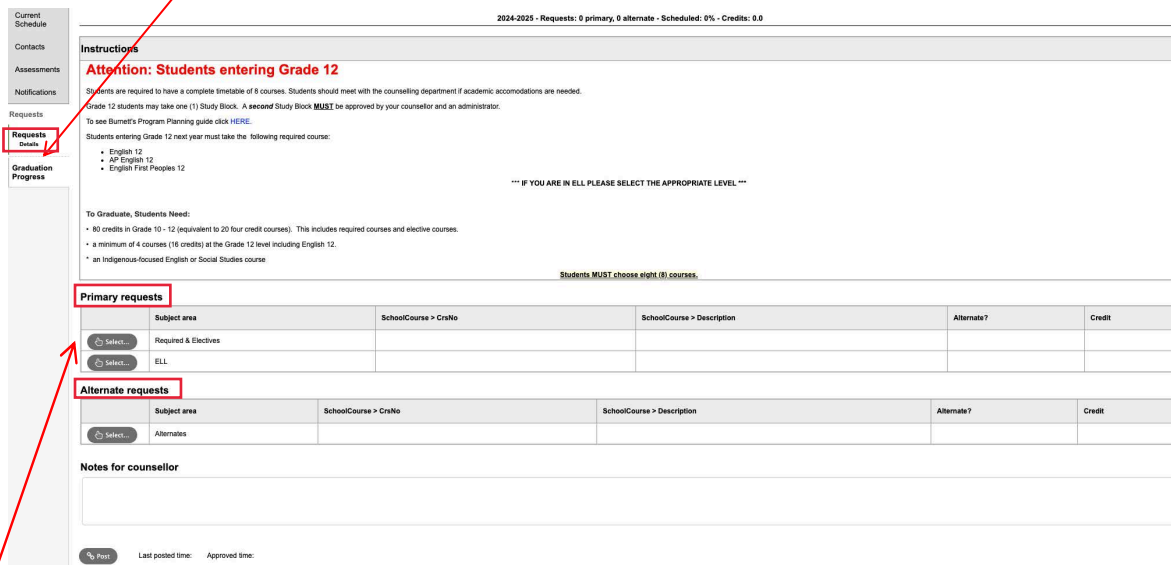 Current
Schedule
Contacts
Assessments
Notifications
Requests
Requests
Details
Graduation
Progress
2024-2025 - Requests: 0 primary, 0 alternate - Scheduled: 0% - Credits: 0.0
Instructions
Attention: Students entering Grade 12
Students are required to have a complete timetable of 8 courses. Students should meet with the counselling department if academic accomodations are needed.
Grade 12 students may take one (1) Study Block. A second Study Block MUST be approved by your counsellor and an administrator.
To see Burnett's Program Planning guide click HERE.
Students entering Grade 12 next year must take the following required course:
• English 12
• AP English 12
• English First Peoples 12
*** IF YOU ARE IN ELL PLEASE SELECT THE APPROPRIATE LEVEL ***
To Graduate, Students Need:
• 80 credits in Grade 10 - 12 (equivalent to 20 four credit courses). This includes required courses and elective courses.
• a minimum of 4 courses (16 credits) at the Grade 12 level including English 12.
* an Indigenous-focused English or Social Studies course
Students MUST choose eight (8) courses.
Primary requests
Subject area SchoolCourse > CrsNo SchoolCourse > Description Alternate? Credit
Select... Required & Electives
Select... ELL
Alternate requests
Subject area SchoolCourse > CrsNo SchoolCourse > Description Alternate? Credit
Select... Alternates
Notes for counsellor
Post Last posted time: Approved time: